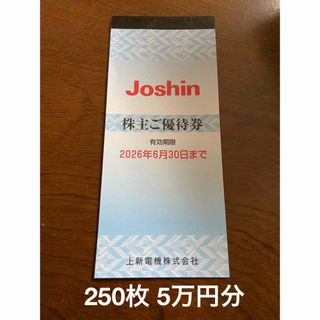 Joshin
株主ご優待券
有効期限
2026年6月30日まで
上新電機株式会社
250枚 5万円分